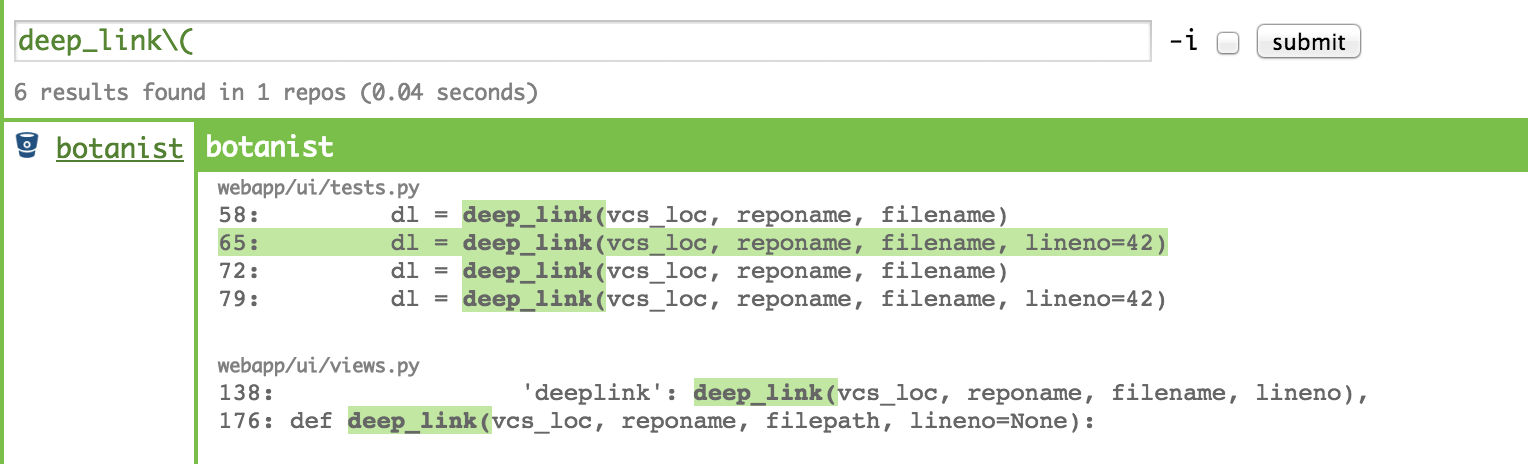 deep_link\(
-i submit
6 results found in 1 repos (0.04 seconds)
botanist
botanist
webapp/ui/tests.py
58:         dl = deep_link(vcs_loc, reponame, filename)
65:         dl = deep_link(vcs_loc, reponame, filename, lineno=42)
72:         dl = deep_link(vcs_loc, reponame, filename)
79:         dl = deep_link(vcs_loc, reponame, filename, lineno=42)
webapp/ui/views.py
138:                 'deeplink': deep_link(vcs_loc, reponame, filename, lineno),
176: def deep_link(vcs_loc, reponame, filepath, lineno=None):